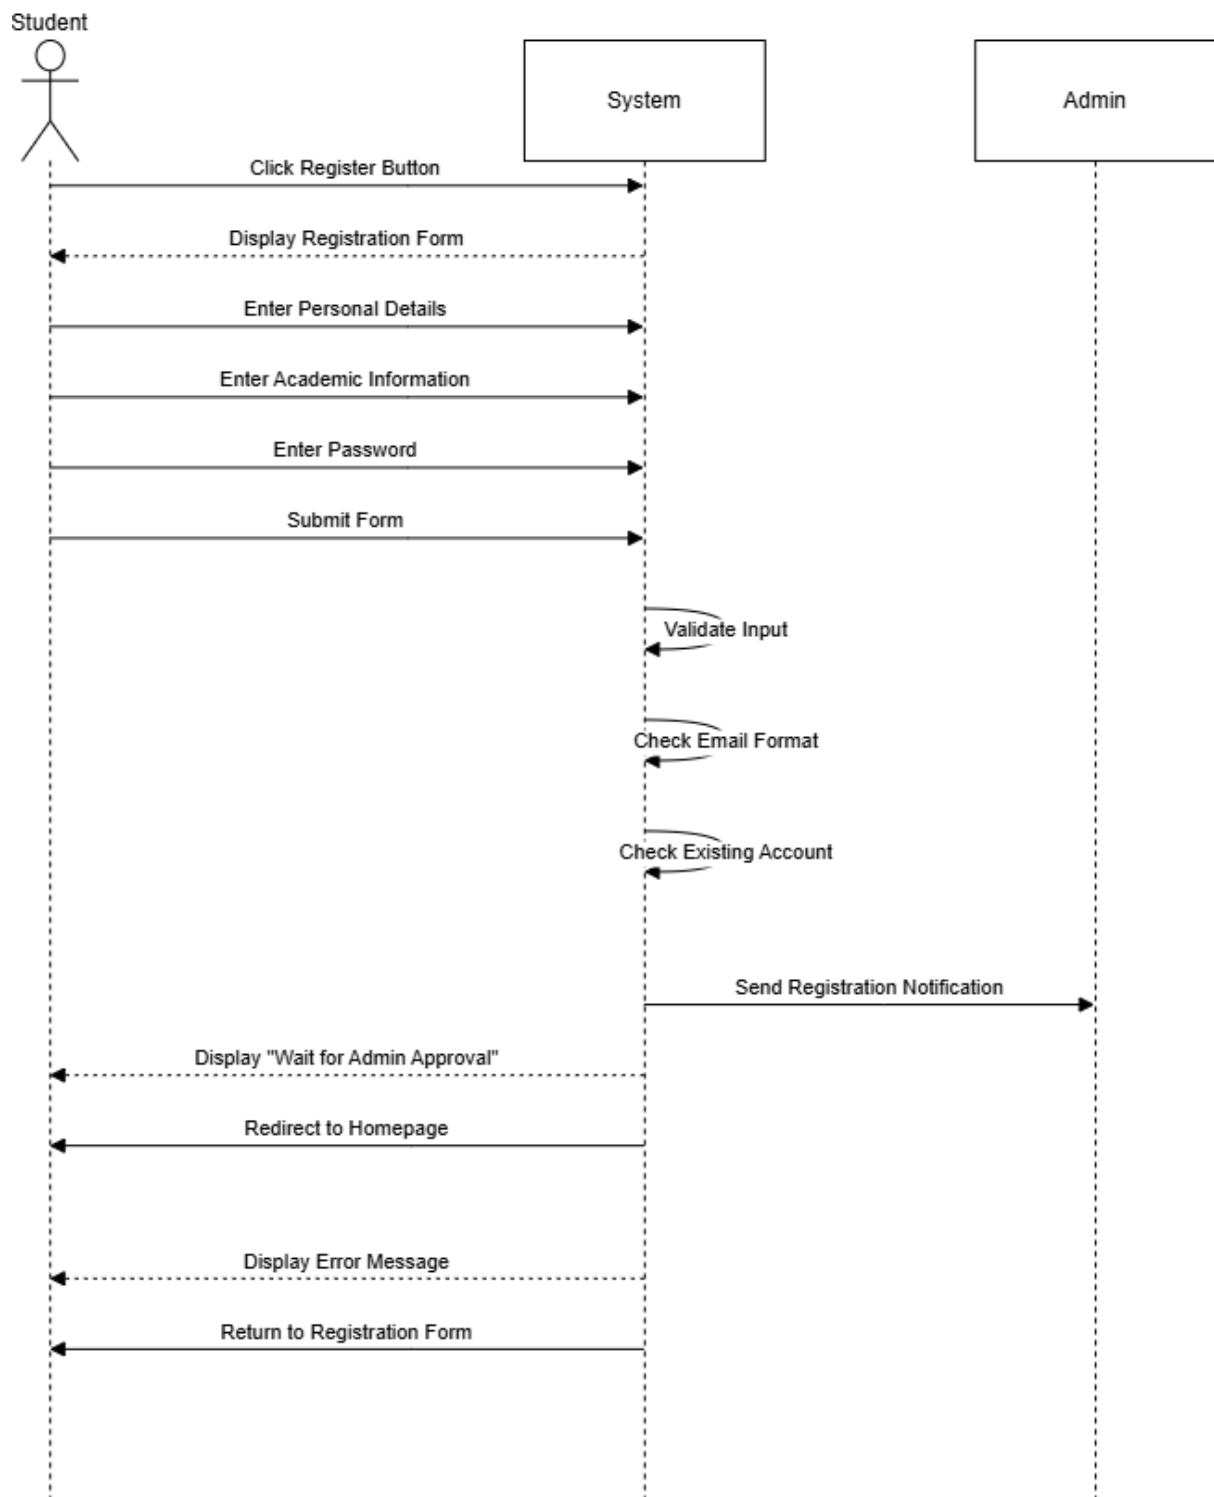 Student
System
Admin
Click Register Button
Display Registration Form
Enter Personal Details
Enter Academic Information
Enter Password
Submit Form
Validate Input
Check Email Format
Check Existing Account
Send Registration Notification
Display "Wait for Admin Approval"
Redirect to Homepage
Display Error Message
Return to Registration Form